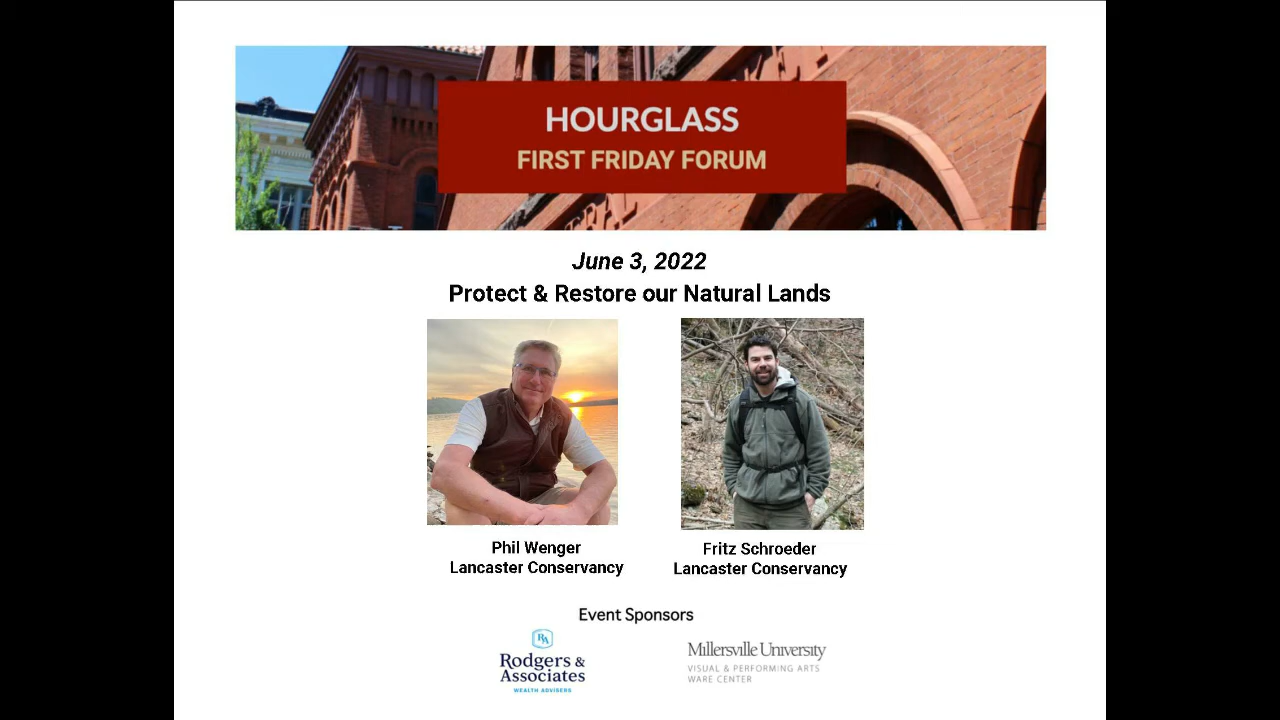 HOURGLASS
FIRST FRIDAY FORUM
June 3, 2022
Protect & Restore our Natural Lands
Phil Wenger
Lancaster Conservancy
Fritz Schroeder
Lancaster Conservancy
Event Sponsors
RA
Rodgers &
Associates
WEALTH ADVISERS
Millersville University
VISUAL & PERFORMING ARTS
WARE CENTER